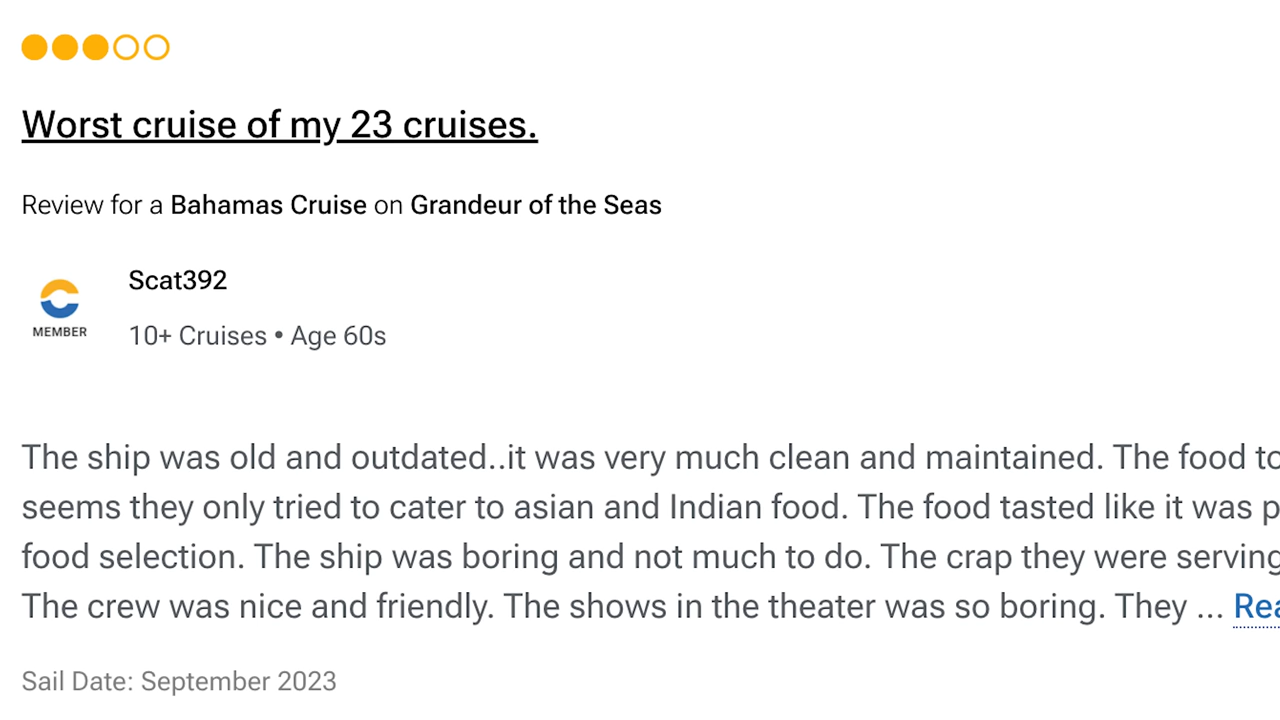 Worst cruise of my 23 cruises.
Review for a Bahamas Cruise on Grandeur of the Seas
Scat392
MEMBER
10+ Cruises • Age 60s
The ship was old and outdated..it was very much clean and maintained. The food
seems they only tried to cater to asian and Indian food. The food tasted like it was
food selection. The ship was boring and not much to do. The crap they were serving
The crew was nice and friendly. The shows in the theater was so boring. They ...
Sail Date: September 2023